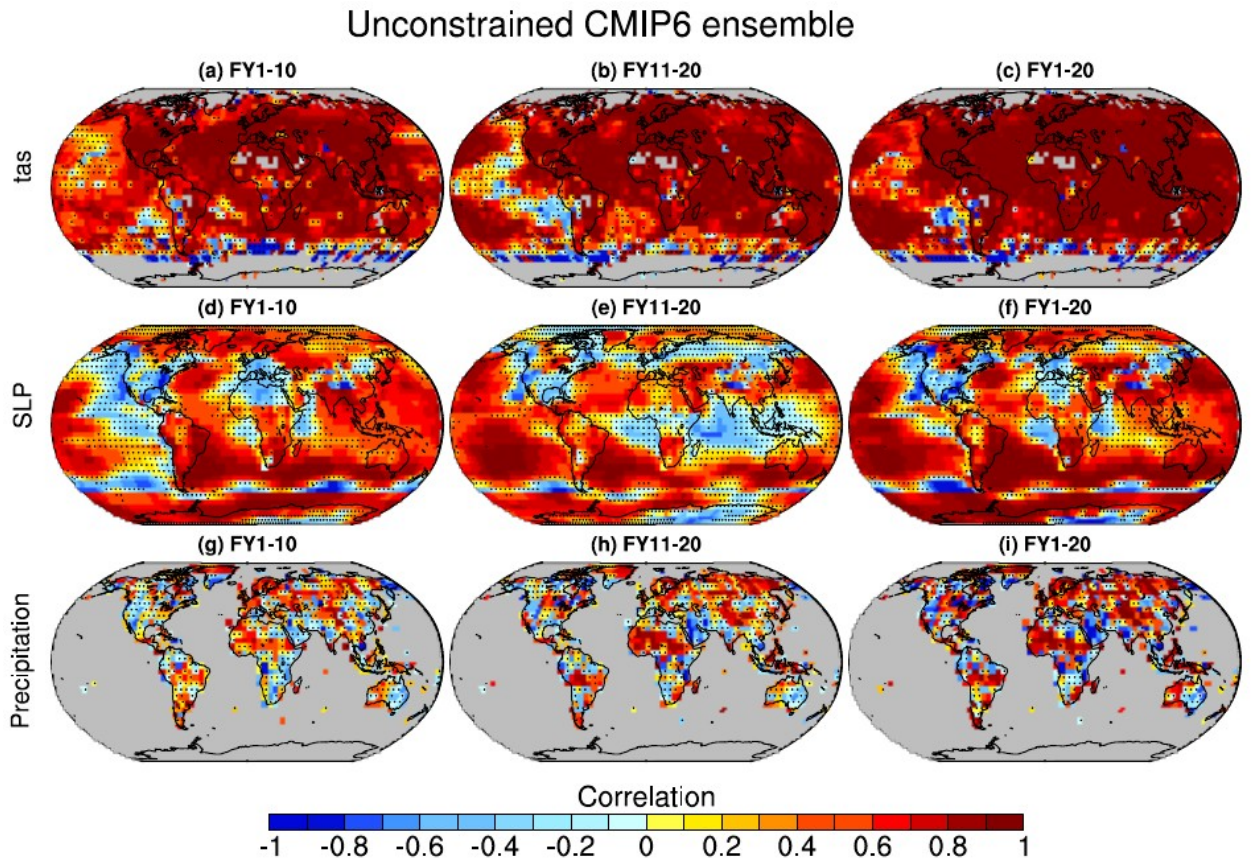 Unconstrained CMIP6 ensemble
(a) FY1-10
(b) FY11-20
(c) FY1-20
tas
(d) FY1-10
(e) FY11-20
(f) FY1-20
SLP
(g) FY1-10
(h) FY11-20
(i) FY1-20
Precipitation
Correlation
-1 -0.8 -0.6 -0.4 -0.2 0 0.2 0.4 0.6 0.8 1